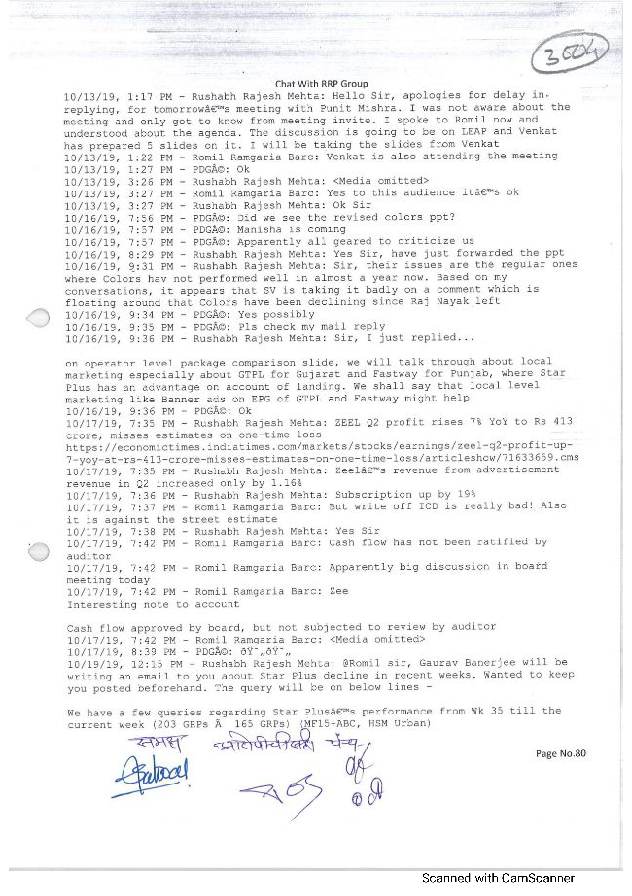 3504
Chat With RRP Group
10/13/19, 1:17 PM - Rushabh Rajesh Mehta: Hello Sir, apologies for delay in
replying, for tomorrowâ€™s meeting with Punit Mishra. I was not aware about the
meeting and only got to know from meeting invite. I spoke to Romil now and
understood about the agenda. The discussion is going to be on LEAP and Venkat
has prepared 5 slides on it. I will be taking the slides from Venkat
10/13/19, 1:22 PM - Romil Ramgaria Barc: Venkat is also attending the meeting
10/13/19, 1:27 PM - PDGÂ©: Ok
10/13/19, 3:26 PM - Rushabh Rajesh Mehta: <Media omitted>
10/13/19, 3:27 PM - Romil Ramgaria Barc: Yes to this audience itâ€™s ok
10/13/19, 3:27 PM - Rushabh Rajesh Mehta: Ok Sir
10/16/19, 7:56 PM - PDGÂ©: Did we see the revised colors ppt?
10/16/19, 7:57 PM - PDGÂ©: Manisha is coming
10/16/19, 7:57 PM - PDGÂ©: Apparently all geared to criticize us
10/16/19, 8:29 PM - Rushabh Rajesh Mehta: Yes Sir, have just forwarded the ppt
10/16/19, 9:31 PM - Rushabh Rajesh Mehta: Sir, their issues are the regular ones
where Colors hav not performed well in almost a year now. Based on my
conversations, it appears that SV is taking it badly on a comment which is
floating around that Colors have been declining since Raj Nayak left
10/16/19, 9:34 PM - PDGÂ©: Yes possibly
10/16/19, 9:35 PM - PDGÂ©: Pls check my mail reply
10/16/19, 9:36 PM - Rushabh Rajesh Mehta: Sir, I just replied...
on operator level package comparison slide, we will talk through about local
marketing especially about GTPL for Gujarat and Fastway for Punjab, where Star
Plus has an advantage on account of landing. We shall say that local level
marketing like Banner ads on EPG of GTPL and Fastway might help
10/16/19, 9:36 PM - PDGÂ©: Ok
10/17/19, 7:35 PM - Rushabh Rajesh Mehta: ZEEL Q2 profit rises 7% YoY to Rs 413
crore, misses estimates on one-time loss
https://economictimes.indiatimes.com/markets/stocks/earnings/zeel-q2-profit-up-
7-yoy-at-rs-413-crore-misses-estimates-on-one-time-loss/articleshow/71633659.cms
10/17/19, 7:35 PM - Rushabh Rajesh Mehta: Zeelâ€™s revenue from advertisement
revenue in Q2 increased only by 1.16%
10/17/19, 7:36 PM - Rushabh Rajesh Mehta: Subscription up by 19%
10/17/19, 7:37 PM - Romil Ramgaria Barc: But write off ICD is really bad! Also
it is against the street estimate
10/17/19, 7:38 PM - Rushabh Rajesh Mehta: Yes Sir
10/17/19, 7:42 PM - Romil Ramgaria Barc: Cash flow has not been ratified by
auditor
10/17/19, 7:42 PM - Romil Ramgaria Barc: Apparently big discussion in board
meeting today
10/17/19, 7:42 PM - Romil Ramgaria Barc: Zee
Interesting note to account
Cash flow approved by board, but not subjected to review by auditor
10/17/19, 7:42 PM - Romil Ramgaria Barc: <Media omitted>
10/17/19, 8:39 PM - PDGÂ©: ðŸ˜„ðŸ˜„
10/19/19, 12:15 PM - Rushabh Rajesh Mehta: @Romil sir, Gaurav Banerjee will be
writing an email to you about Star Plus decline in recent weeks. Wanted to keep
you posted beforehand. The query will be on below lines -
We have a few queries regarding Star Plusâ€™s performance from Wk 35 till the
current week (203 GRPs Â 165 GRPs) (MF15+ABC, HSM Urban)
समक्ष
Page No.80
Scanned with CamScanner